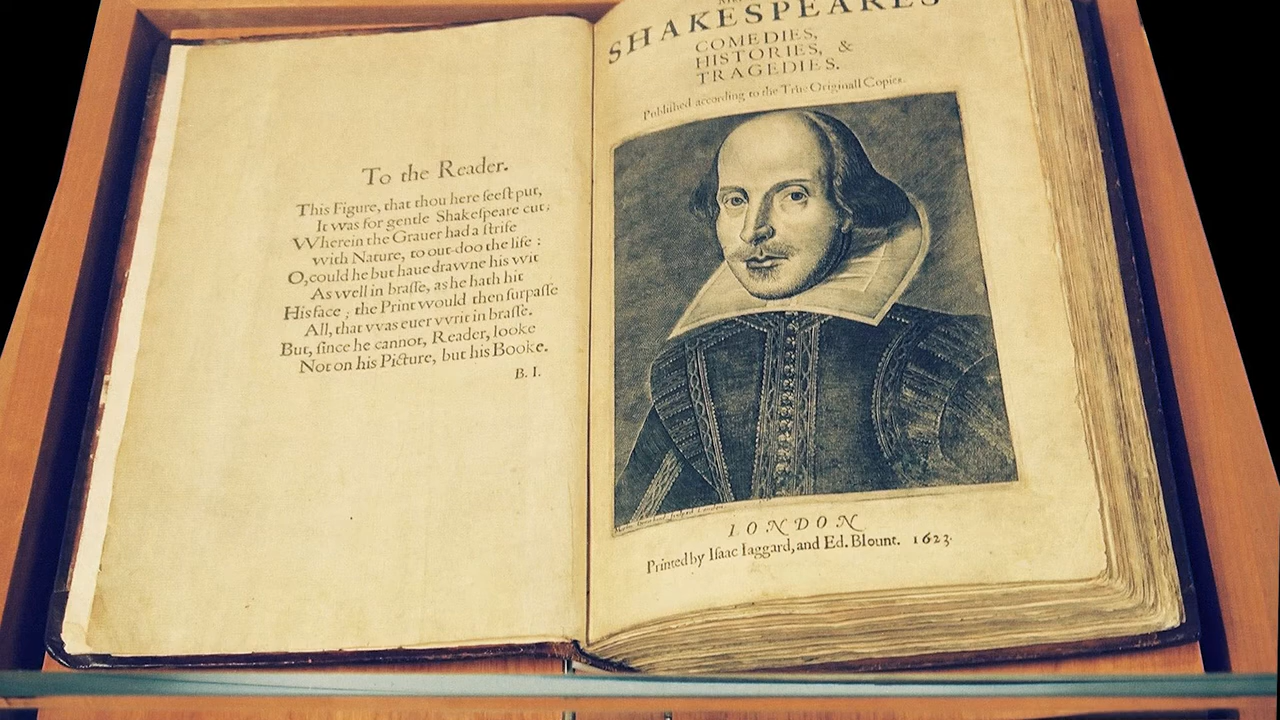 To the Reader.
This Figure, that thou here seeſt put,
It was for gentle Shakeſpeare cut;
Wherein the Grauer had a ſtrife
with Nature, to out-doo the life :
O, could he but haue dravvne his vvit
As well in braſſe, as he hath hit
His face ; the Print would then ſurpaſſe
All, that vvas euer vvrit in braſſe.
But, ſince he cannot, Reader, looke
Not on his Picture, but his Booke.
B. I.
SHAKESPEARES
COMEDIES,
HISTORIES, &
TRAGEDIES.
Publiſhed according to the True Originall Copies.
LONDON
Printed by Iſaac Iaggard, and Ed. Blount. 1623.